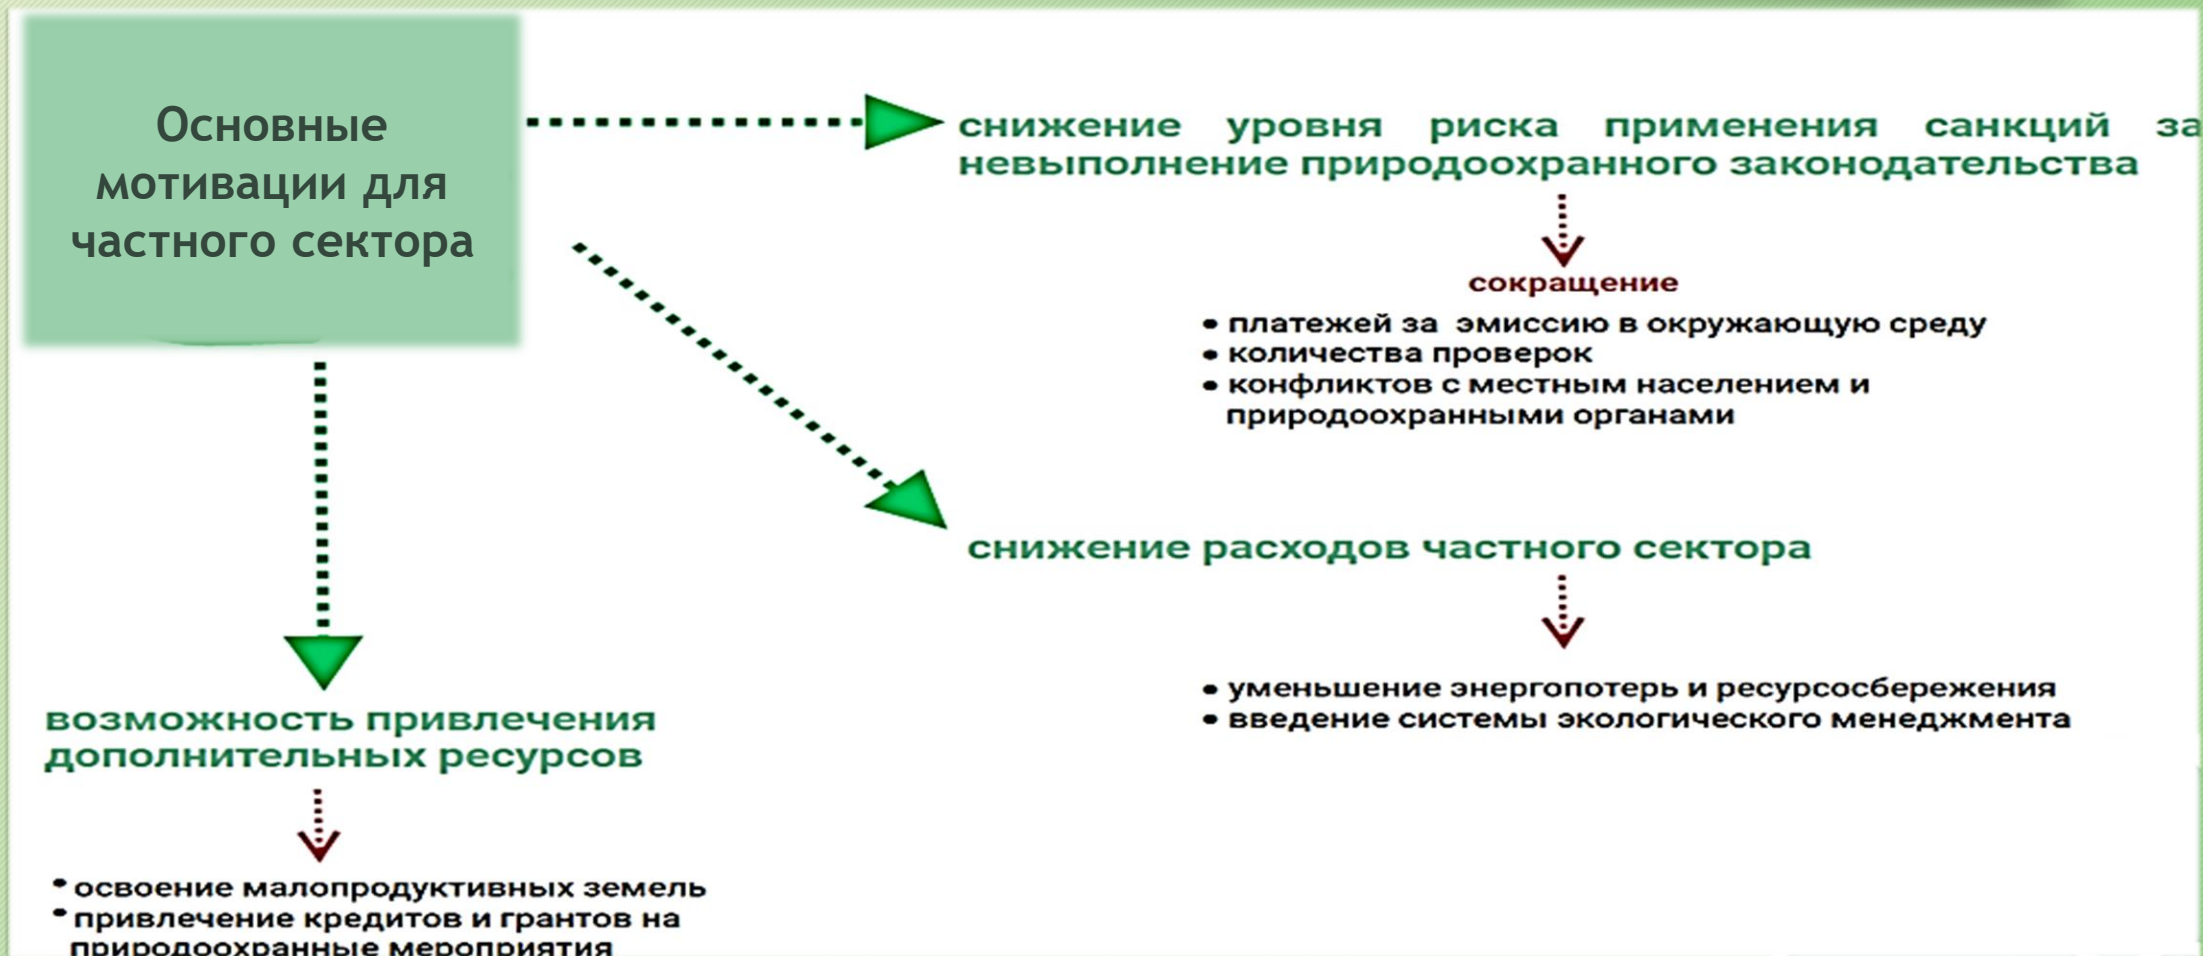 Основные
мотивации для
частного сектора
снижение уровня риска применения санкций за
невыполнение природоохранного законодательства
сокращение
• платежей за эмиссию в окружающую среду
• количества проверок
• конфликтов с местным населением и
природоохранными органами
снижение расходов частного сектора
• уменьшение энергопотерь и ресурсосбережения
• введение системы экологического менеджмента
возможность привлечения
дополнительных ресурсов
• освоение малопродуктивных земель
• привлечение кредитов и грантов на
природоохранные мероприятия